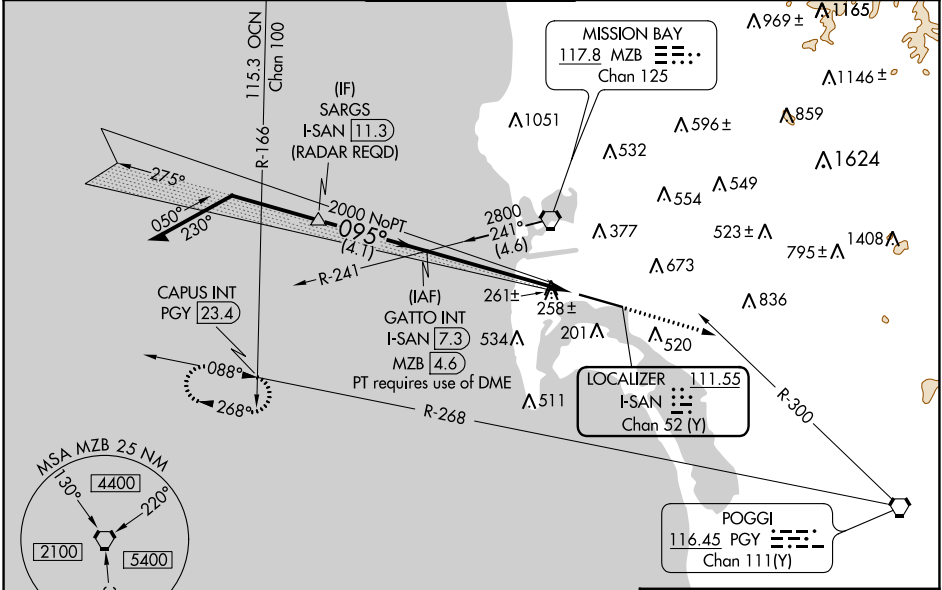 115.3 OCN
Chan 100
R-166
(IF)
SARGS
I-SAN 11.3
(RADAR REQD)
MISSION BAY
117.8 MZB
Chan 125
969 ±
1165
1146 ±
859
1624
1051
532
596 ±
554
549
377
523 ±
795 ±
1408
673
836
275°
050°
230°
2000 NoPT
095°
(4.1)
2800
241°
(4.6)
R-241
(IAF)
GATTO INT
I-SAN 7.3
MZB 4.6
PT requires use of DME
261±
258 ±
534
201
520
511
CAPUS INT
PGY 23.4
088°
268°
R-268
LOCALIZER 111.55
I-SAN
Chan 52 (Y)
R-300
POGGI
116.45 PGY
Chan 111(Y)
MSA MZB 25 NM
130°
4400
220°
2100
5400